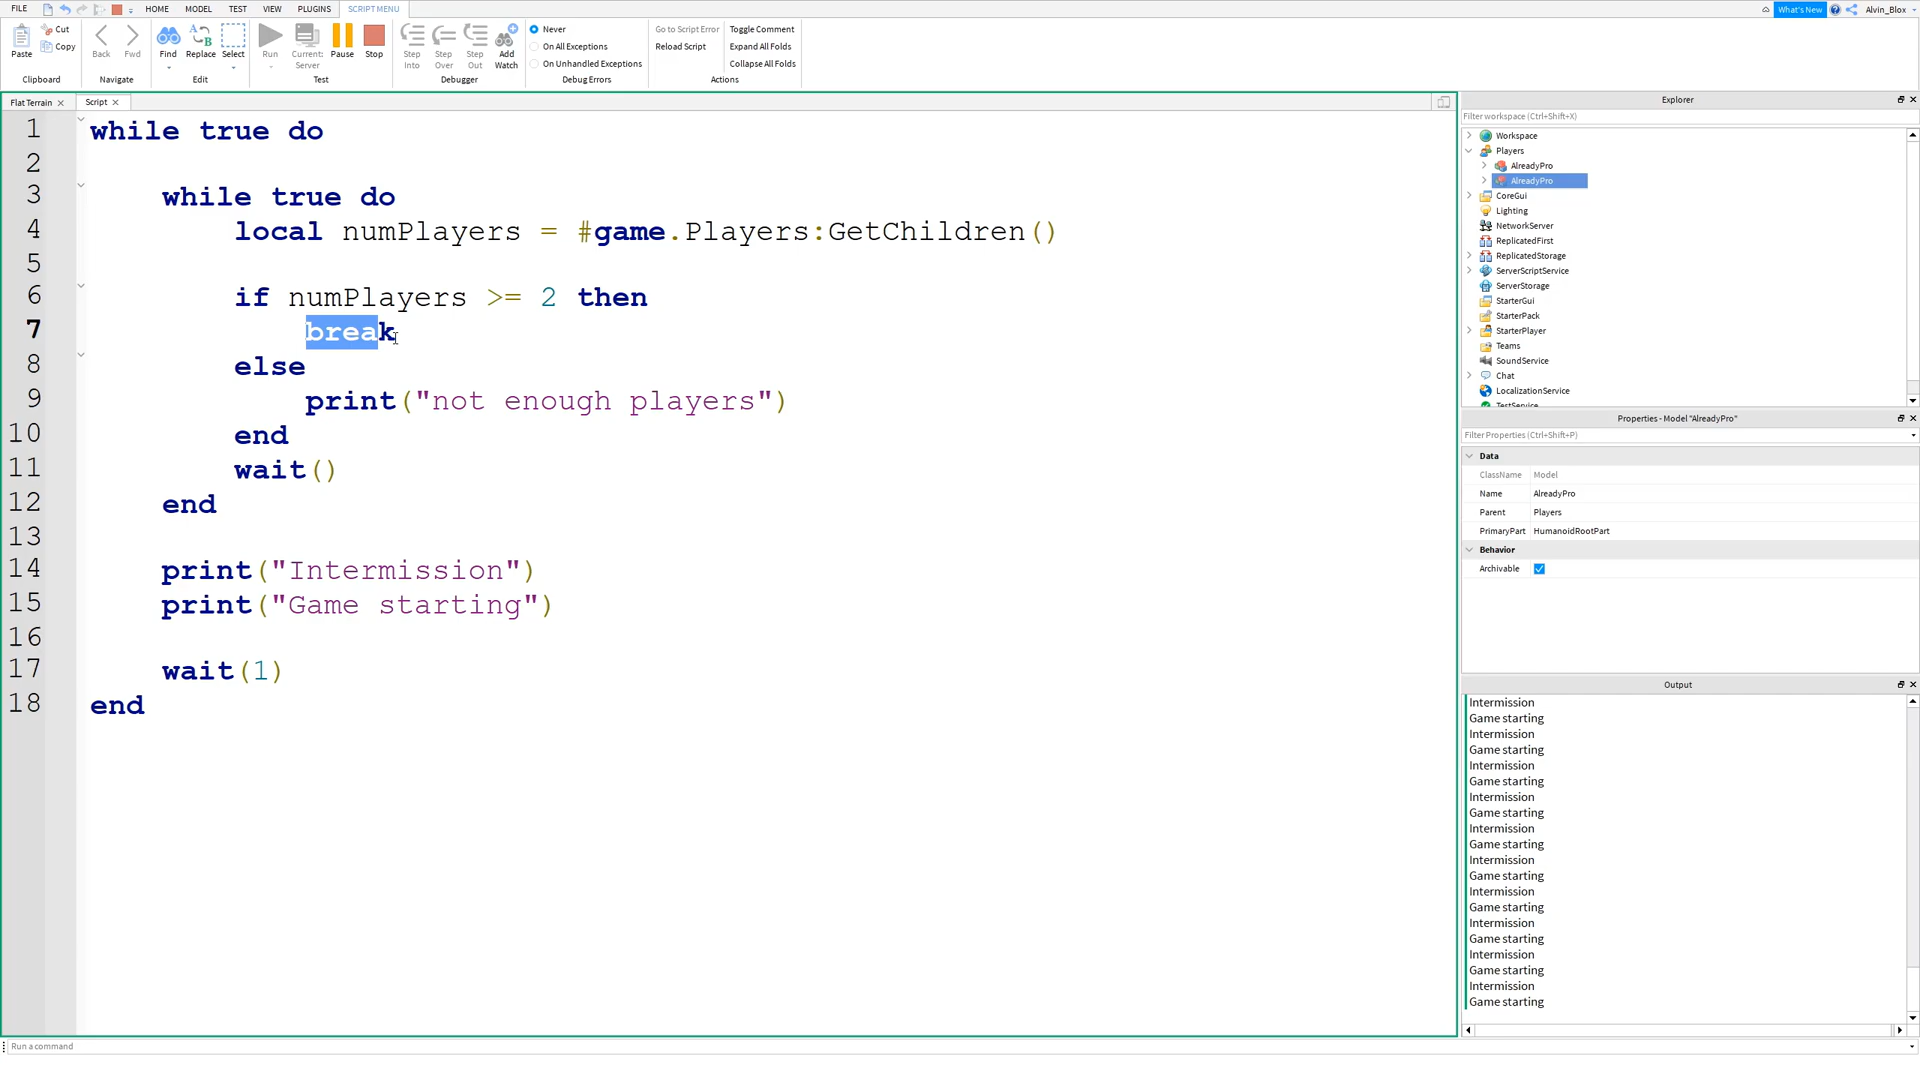 FILE HOME MODEL TEST VIEW PLUGINS SCRIPT MENU What's New Alvin_Blox
Paste Cut Copy Back Fwd Find Replace Select Run Current: Server Pause Stop Step Into Step Over Step Out Add Watch
Never
On All Exceptions
On Unhandled Exceptions
Go to Script Error
Reload Script
Toggle Comment
Expand All Folds
Collapse All Folds
Clipboard Navigate Edit Test Debugger Debug Errors Actions
Flat Terrain Script
1 while true do
2
3 while true do
4 local numPlayers = #game.Players:GetChildren()
5
6 if numPlayers >= 2 then
7 break
8 else
9 print("not enough players")
10 end
11 wait()
12 end
13
14 print("Intermission")
15 print("Game starting")
16
17 wait(1)
18 end
Explorer
Filter workspace (Ctrl+Shift+X)
Workspace
Players
AlreadyPro
AlreadyPro
CoreGui
Lighting
NetworkServer
ReplicatedFirst
ReplicatedStorage
ServerScriptService
ServerStorage
StarterGui
StarterPack
StarterPlayer
Teams
SoundService
Chat
LocalizationService
TestService
Properties - Model "AlreadyPro"
Filter Properties (Ctrl+Shift+P)
Data
ClassName Model
Name AlreadyPro
Parent Players
PrimaryPart HumanoidRootPart
Behavior
Archivable
Output
Intermission
Game starting
Intermission
Game starting
Intermission
Game starting
Intermission
Game starting
Intermission
Game starting
Intermission
Game starting
Intermission
Game starting
Intermission
Game starting
Intermission
Game starting
Intermission
Game starting
Run a command